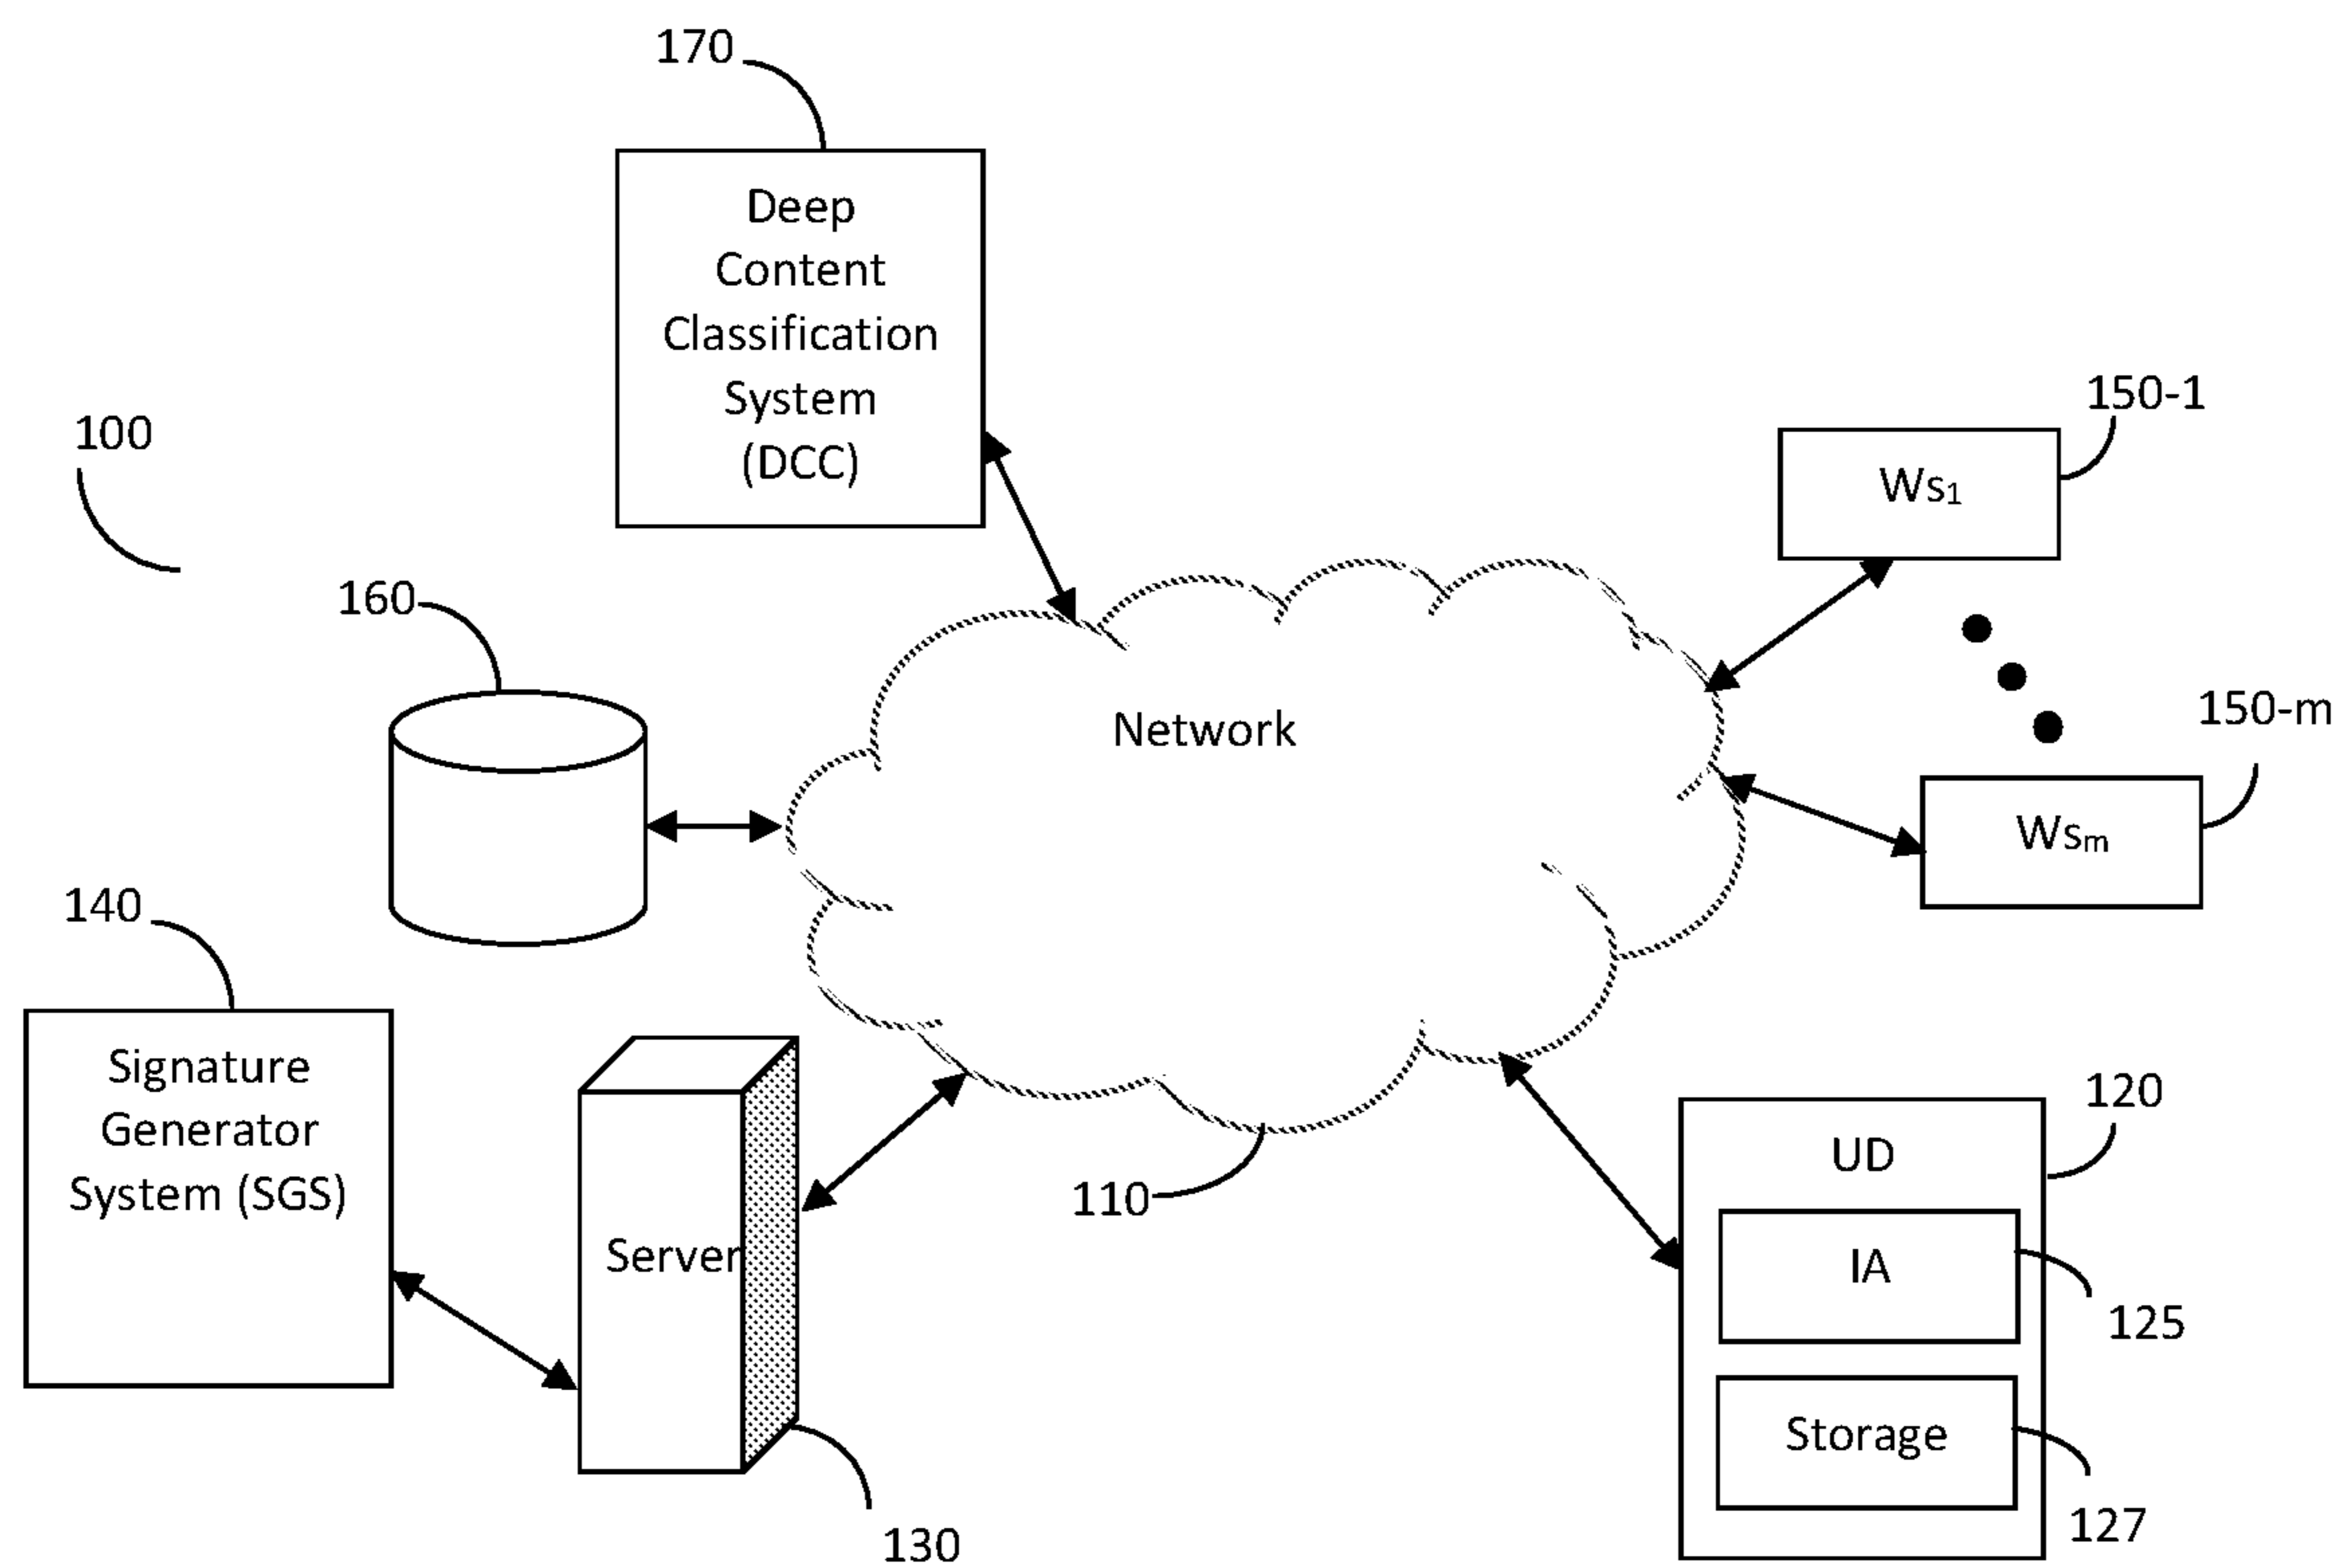 170
Deep
Content
Classification
System
(DCC)
100
150-1
Ws1
160
Network
150-m
Wsm
140
Signature
Generator
System (SGS)
Server
110
120
UD
IA
125
Storage
127
130